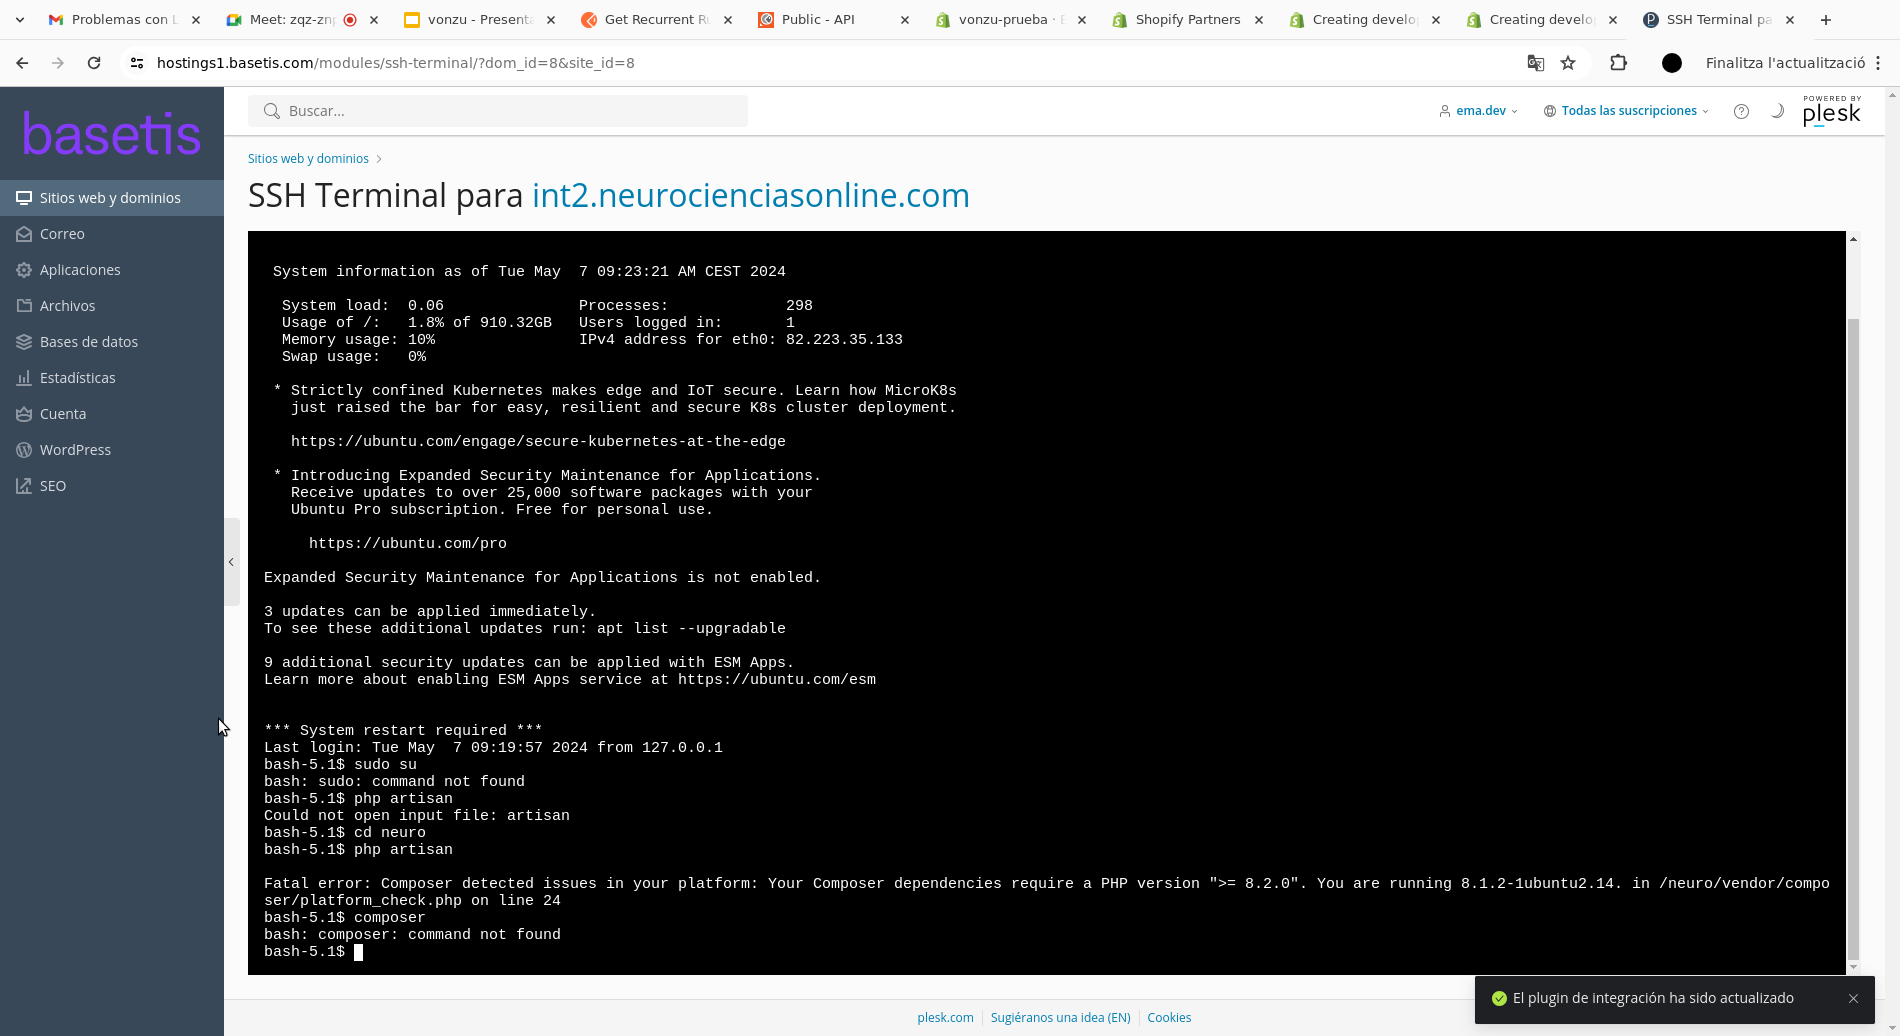 Problemas con L
Meet: zqz-znp
vonzu - Present
Get Recurrent Ru
Public - API
vonzu-prueba · E
Shopify Partners
Creating develo
Creating develo
SSH Terminal pa
hostings1.basetis.com/modules/ssh-terminal/?dom_id=8&site_id=8
Finalitza l'actualització
basetis
Buscar...
ema.dev
Todas las suscripciones
POWERED BY
plesk
Sitios web y dominios
Correo
Aplicaciones
Archivos
Bases de datos
Estadísticas
Cuenta
WordPress
SEO
Sitios web y dominios
SSH Terminal para int2.neurocienciasonline.com
System information as of Tue May  7 09:23:21 AM CEST 2024
System load:  0.06               Processes:             298
Usage of /:   1.8% of 910.32GB   Users logged in:       1
Memory usage: 10%                IPv4 address for eth0: 82.223.35.133
Swap usage:   0%
* Strictly confined Kubernetes makes edge and IoT secure. Learn how MicroK8s
just raised the bar for easy, resilient and secure K8s cluster deployment.
https://ubuntu.com/engage/secure-kubernetes-at-the-edge
* Introducing Expanded Security Maintenance for Applications.
Receive updates to over 25,000 software packages with your
Ubuntu Pro subscription. Free for personal use.
https://ubuntu.com/pro
Expanded Security Maintenance for Applications is not enabled.
3 updates can be applied immediately.
To see these additional updates run: apt list --upgradable
9 additional security updates can be applied with ESM Apps.
Learn more about enabling ESM Apps service at https://ubuntu.com/esm
*** System restart required ***
Last login: Tue May  7 09:19:57 2024 from 127.0.0.1
bash-5.1$ sudo su
bash: sudo: command not found
bash-5.1$ php artisan
Could not open input file: artisan
bash-5.1$ cd neuro
bash-5.1$ php artisan
Fatal error: Composer detected issues in your platform: Your Composer dependencies require a PHP version ">= 8.2.0". You are running 8.1.2-1ubuntu2.14. in /neuro/vendor/compo
ser/platform_check.php on line 24
bash-5.1$ composer
bash: composer: command not found
bash-5.1$
El plugin de integración ha sido actualizado
plesk.com
Sugiéranos una idea (EN)
Cookies